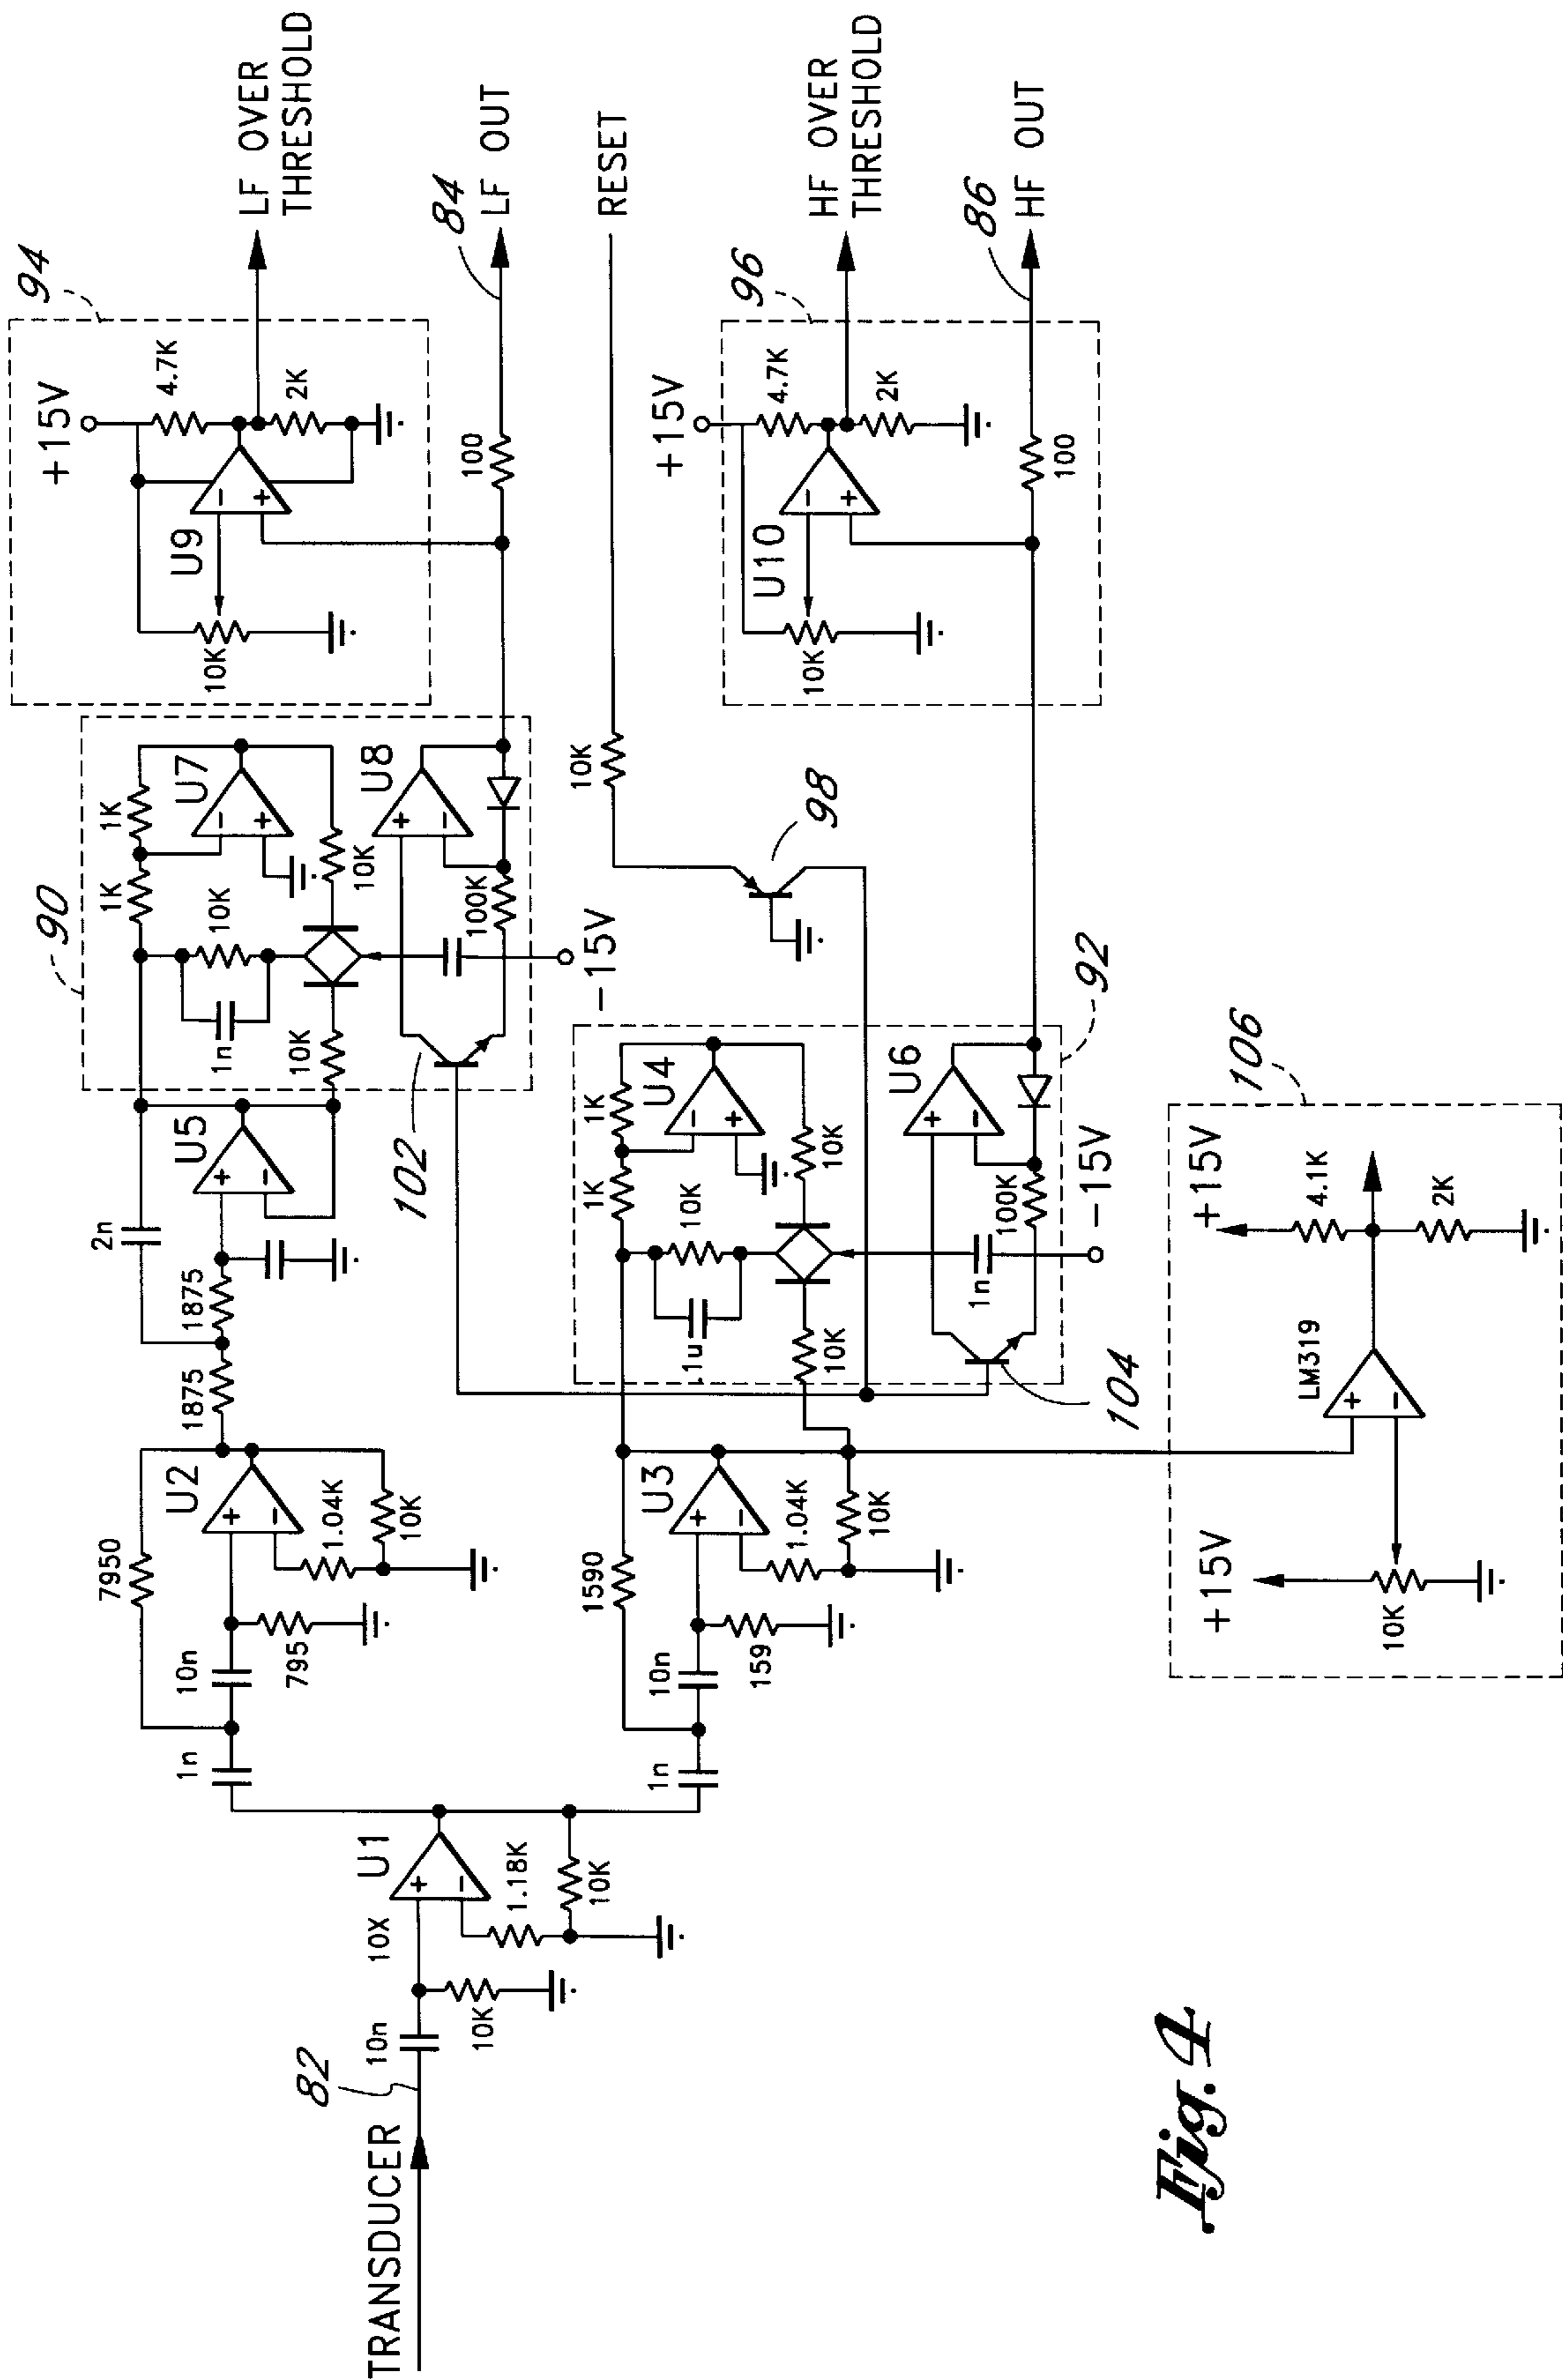 94
+15V
4.7K
2K
U9
10K
LF OVER
THRESHOLD
84
LF OUT
100
90
1K
1K
U7
10K
1n
10K
10K
U8
100K
-15V
102
2n
U5
1875
1875
7950
U2
1.04K
10K
10n
795
1n
RESET
10K
98
96
+15V
4.7K
2K
U10
10K
HF OVER
THRESHOLD
86
HF OUT
100
92
1K
1K
U4
10K
.1u
10K
10K
U6
100K
1n
-15V
104
1590
U3
1.04K
10K
10n
159
1n
U1
10X
1.18K
10K
10n
10K
82
TRANSDUCER
106
+15V
4.1K
2K
LM319
+15V
10K
Fig. 4